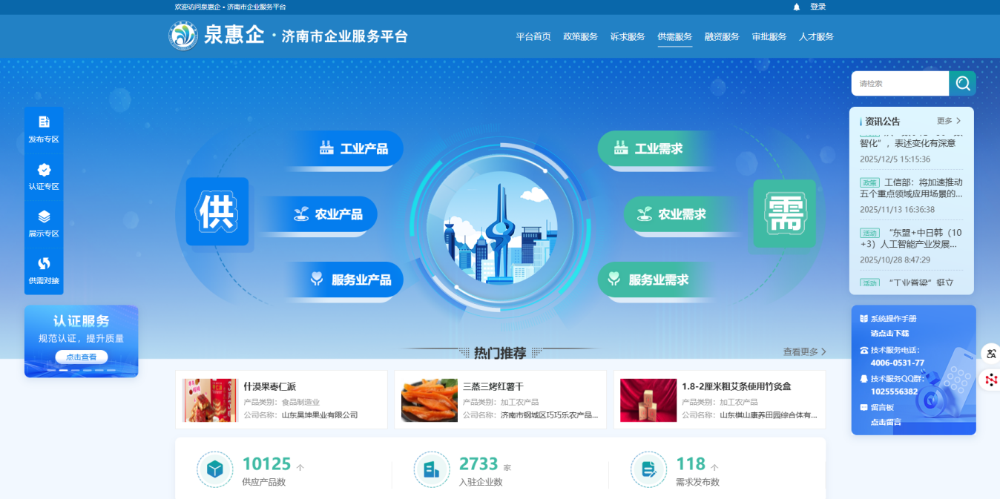 欢迎访问泉惠企·济南市企业服务平台
登录
泉惠企·济南市企业服务平台
平台首页 政策服务 诉求服务 供需服务 融资服务 审批服务 人才服务
请检索
发布专区
认证专区
展示专区
供需对接
认证服务
规范认证，提升质量
点击查看
供
工业产品
农业产品
服务业产品
工业需求
农业需求
服务业需求
需
资讯公告 更多
智化”，表述变化有深意
2025/12/5 15:15:36
政策 工信部：将加速推动
五个重点领域应用场景的...
2025/11/13 16:36:38
活动 “东盟+中日韩（10
+3）人工智能产业发展...
2025/10/28 8:47:29
活动 “工业脊梁”挺立
系统操作手册
请点击下载
技术服务电话：
4006-0531-77
技术服务QQ群：
1025556382
留言板
点击留言
热门推荐
查看更多
什漠果枣仁派
产品类别：食品制造业
公司名称：山东昊坤果业有限公司
三蒸三烤红薯干
产品类别：加工农产品
公司名称：济南市钢城区巧巧乐农产品...
1.8-2厘米粗艾条使用竹灸盒
产品类别：加工农产品
公司名称：山东棋山康养田园综合体有...
10125 个
供应产品数
2733 家
入驻企业数
118 个
需求发布数